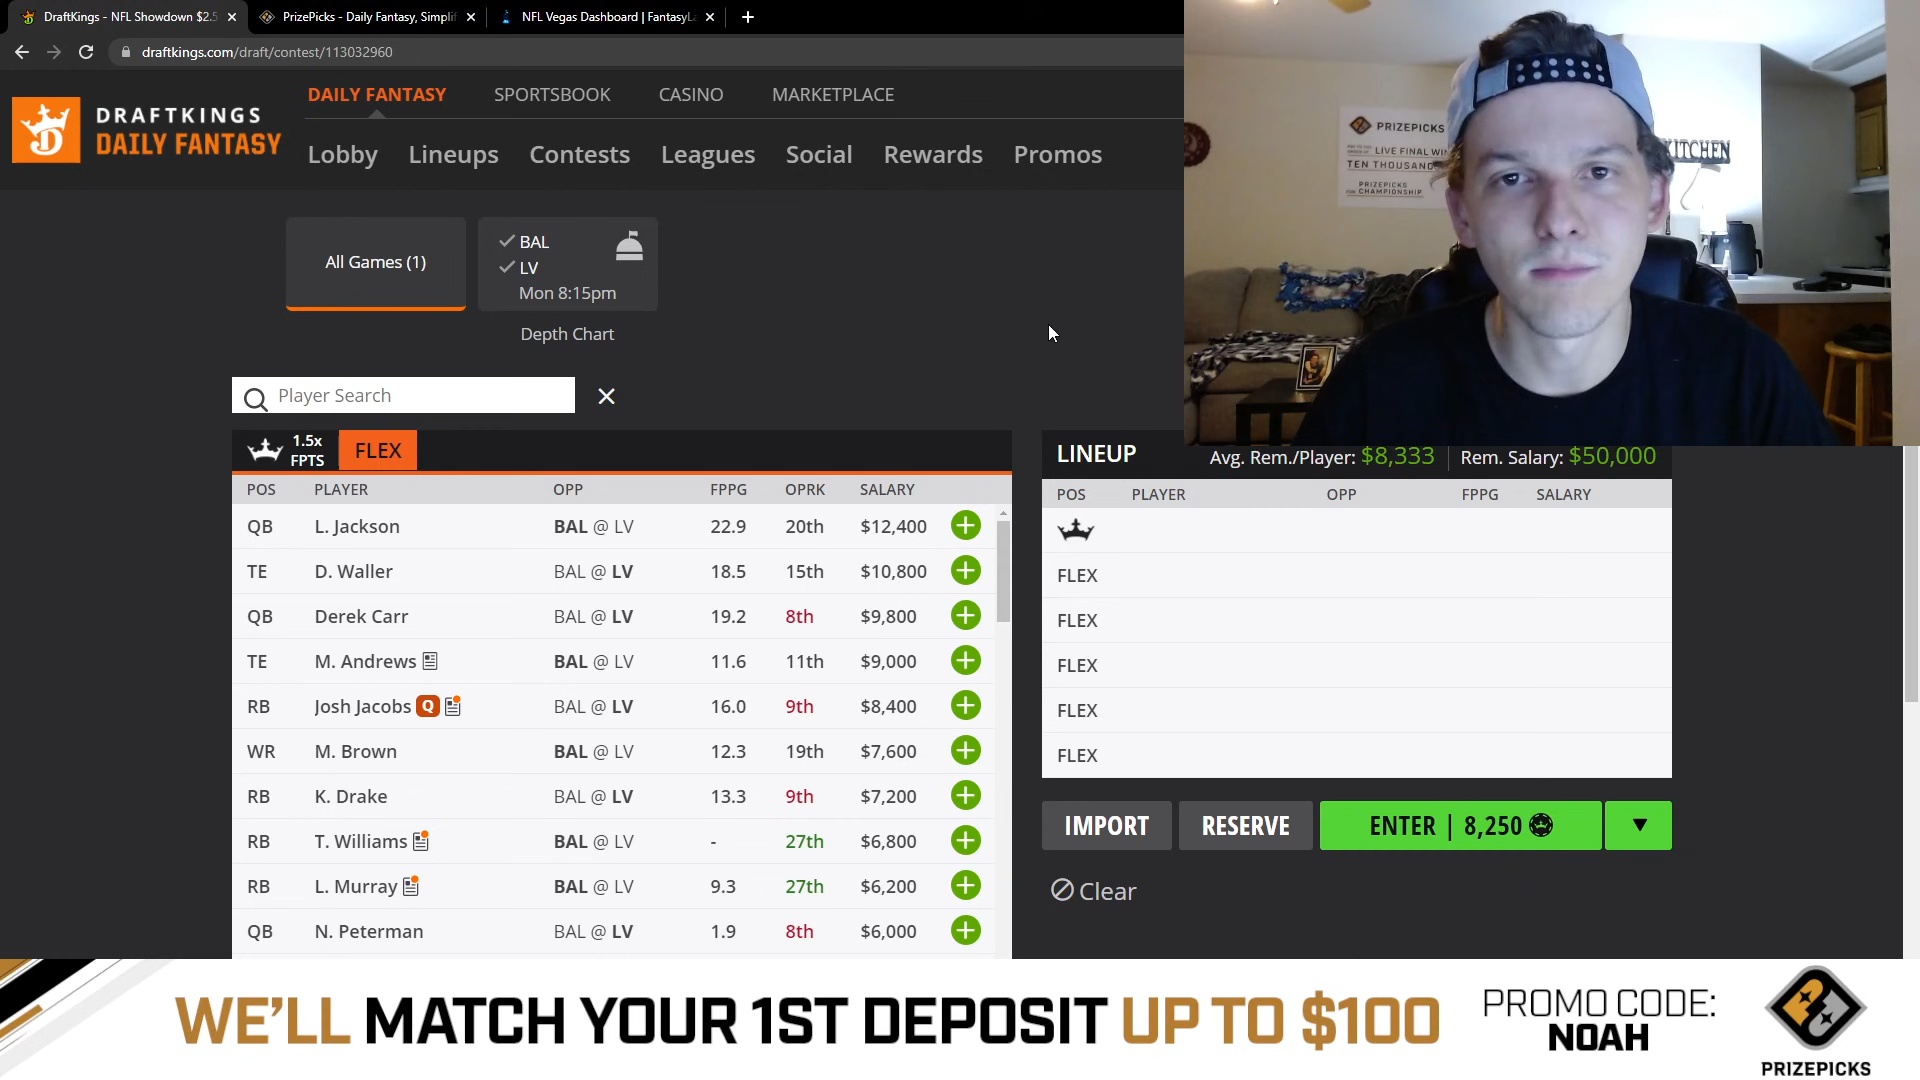 DraftKings - NFL Showdown $2.5
PrizePicks - Daily Fantasy, Simplif
NFL Vegas Dashboard | FantasyLa
draftkings.com/draft/contest/113032960
DRAFTKINGS
DAILY FANTASY
DAILY FANTASY SPORTSBOOK CASINO MARKETPLACE
Lobby Lineups Contests Leagues Social Rewards Promos
PRIZEPICKS
LIVE FINAL WIN
TEN THOUSAND
PRIZEPICKS
CHAMPIONSHIP
KITCHEN
All Games (1)
BAL
LV
Mon 8:15pm
Depth Chart
Player Search
1.5x
FPTS
FLEX
POS PLAYER OPP FPPG OPRK SALARY
QB L. Jackson BAL @ LV 22.9 20th $12,400
TE D. Waller BAL @ LV 18.5 15th $10,800
QB Derek Carr BAL @ LV 19.2 8th $9,800
TE M. Andrews BAL @ LV 11.6 11th $9,000
RB Josh Jacobs Q BAL @ LV 16.0 9th $8,400
WR M. Brown BAL @ LV 12.3 19th $7,600
RB K. Drake BAL @ LV 13.3 9th $7,200
RB T. Williams BAL @ LV - 27th $6,800
RB L. Murray BAL @ LV 9.3 27th $6,200
QB N. Peterman BAL @ LV 1.9 8th $6,000
LINEUP Avg. Rem./Player: $8,333 Rem. Salary: $50,000
POS PLAYER OPP FPPG SALARY
FLEX
FLEX
FLEX
FLEX
FLEX
IMPORT RESERVE ENTER | 8,250
Clear
WE'LL MATCH YOUR 1ST DEPOSIT UP TO $100
PROMO CODE:
NOAH
PRIZEPICKS